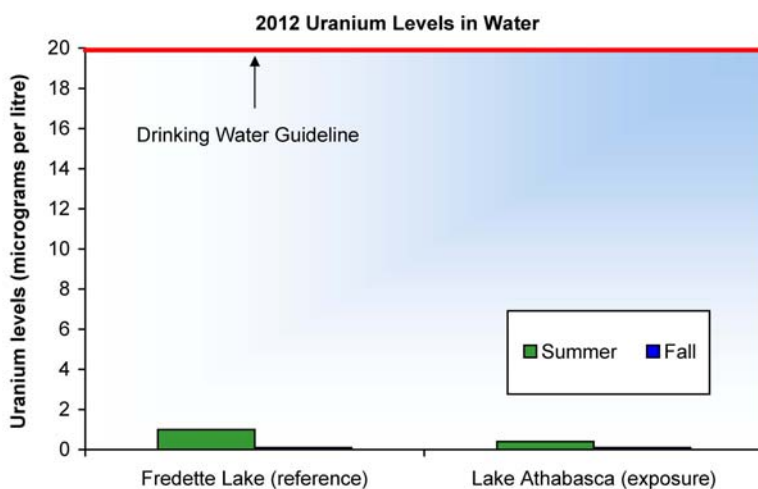 2012 Uranium Levels in Water
Uranium levels (micrograms per litre)
20
18
16
14
12
10
8
6
4
2
0
Drinking Water Guideline
Summer Fall
Fredette Lake (reference) Lake Athabasca (exposure)